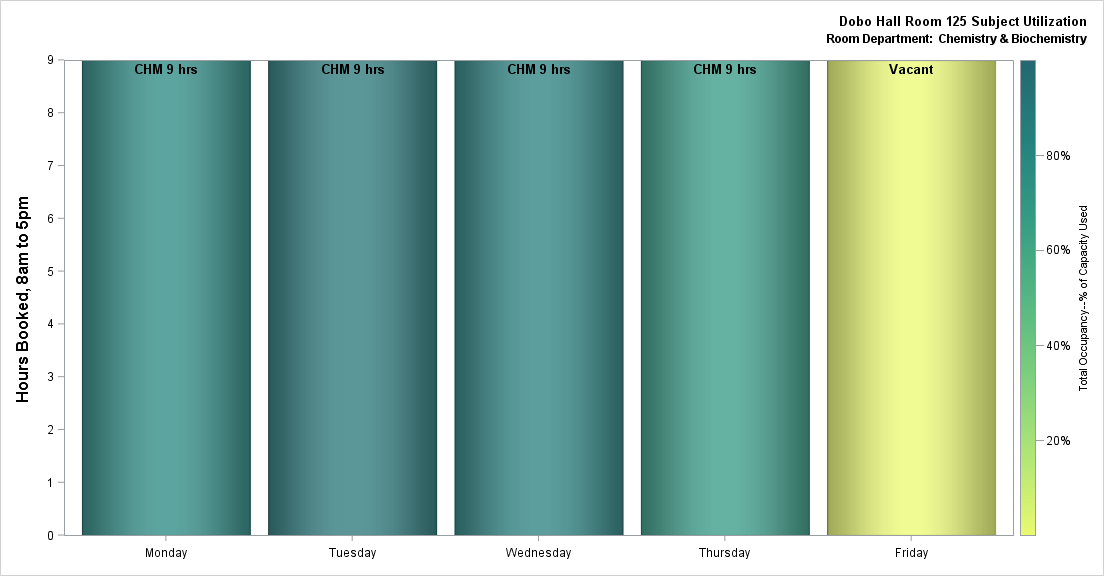 Dobo Hall Room 125 Subject Utilization
Room Department: Chemistry & Biochemistry
Hours Booked, 8am to 5pm
9
8
7
6
5
4
3
2
1
0
CHM 9 hrs
CHM 9 hrs
CHM 9 hrs
CHM 9 hrs
Vacant
Monday
Tuesday
Wednesday
Thursday
Friday
80%
60%
40%
20%
Total Occupancy--% of Capacity Used